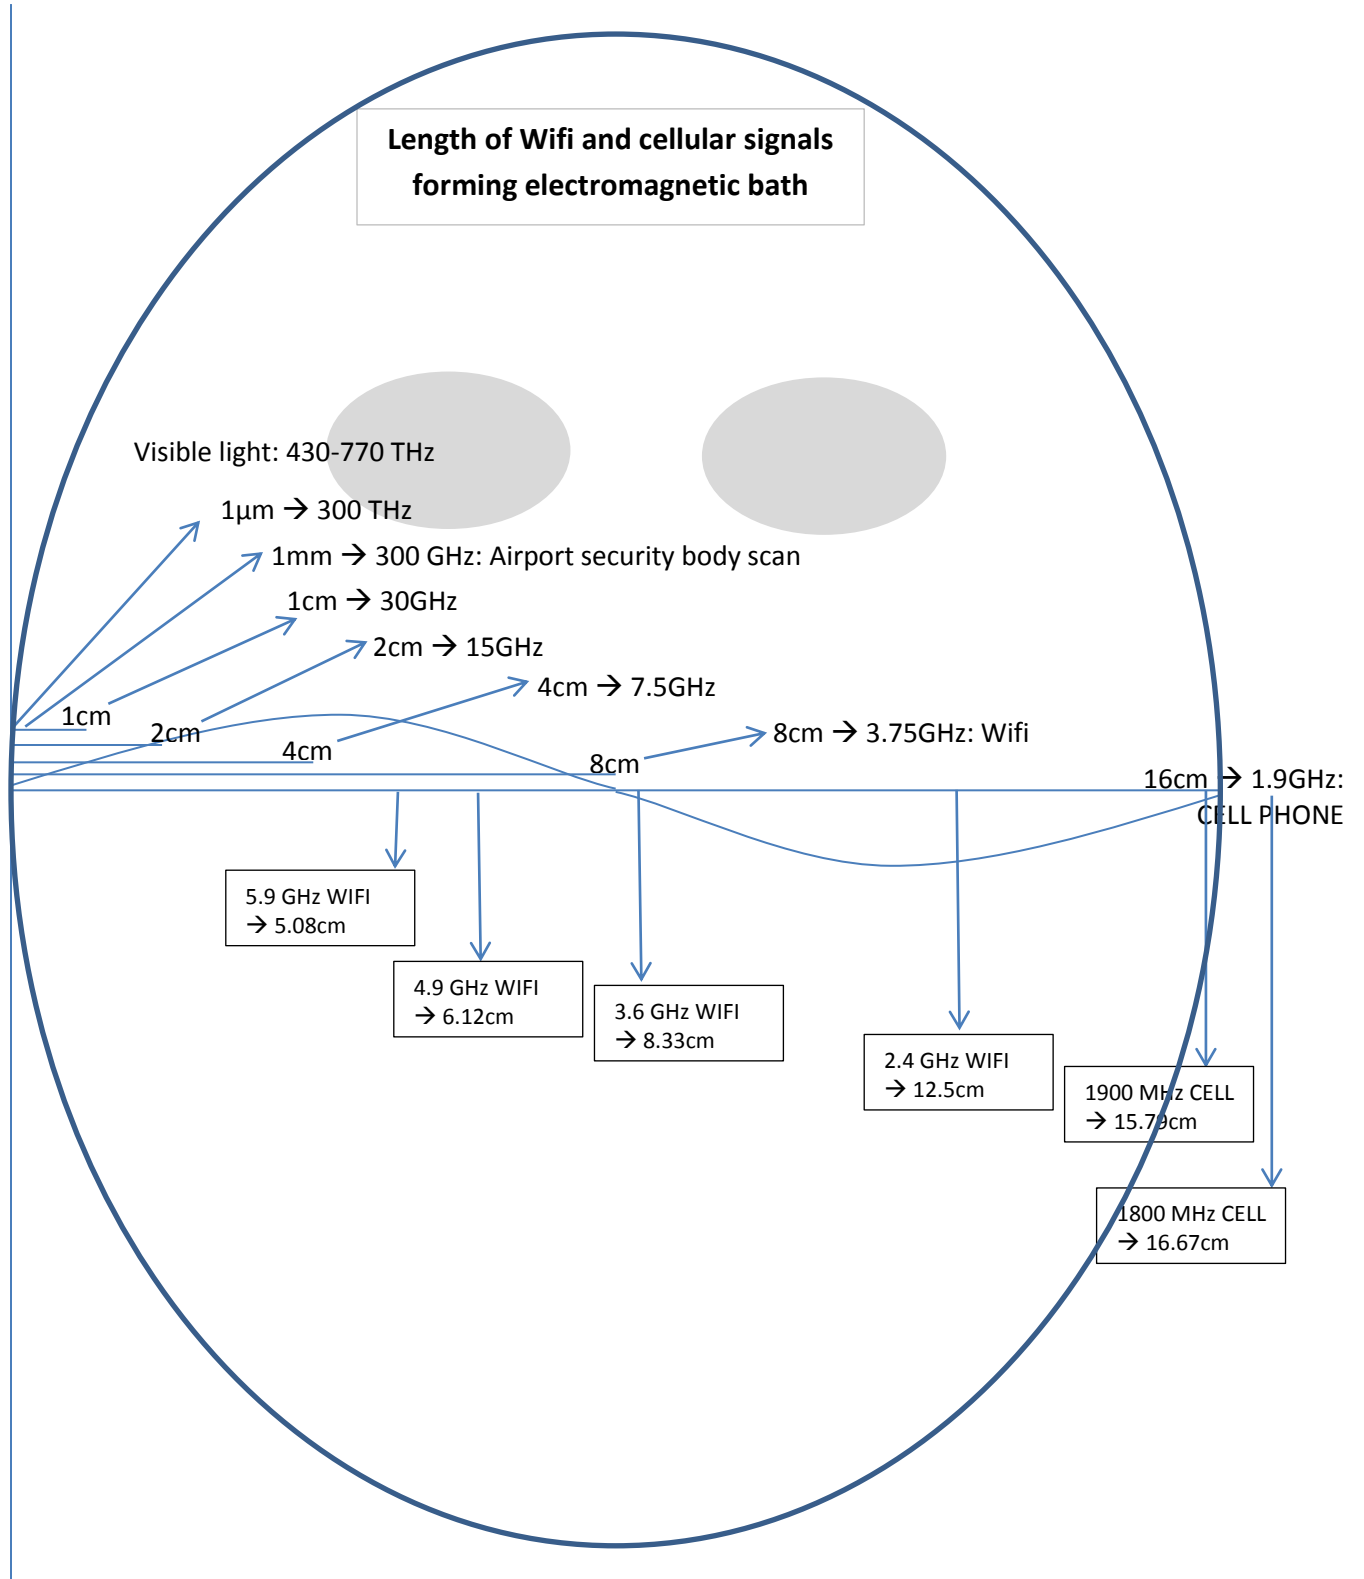 Length of Wifi and cellular signals
forming electromagnetic bath
Visible light: 430-770 THz
1µm → 300 THz
1mm → 300 GHz: Airport security body scan
1cm → 30GHz
2cm → 15GHz
4cm → 7.5GHz
1cm
2cm
4cm
8cm
8cm → 3.75GHz: Wifi
16cm → 1.9GHz:
CELL PHONE
5.9 GHz WIFI
→ 5.08cm
4.9 GHz WIFI
→ 6.12cm
3.6 GHz WIFI
→ 8.33cm
2.4 GHz WIFI
→ 12.5cm
1900 MHz CELL
→ 15.79cm
1800 MHz CELL
→ 16.67cm